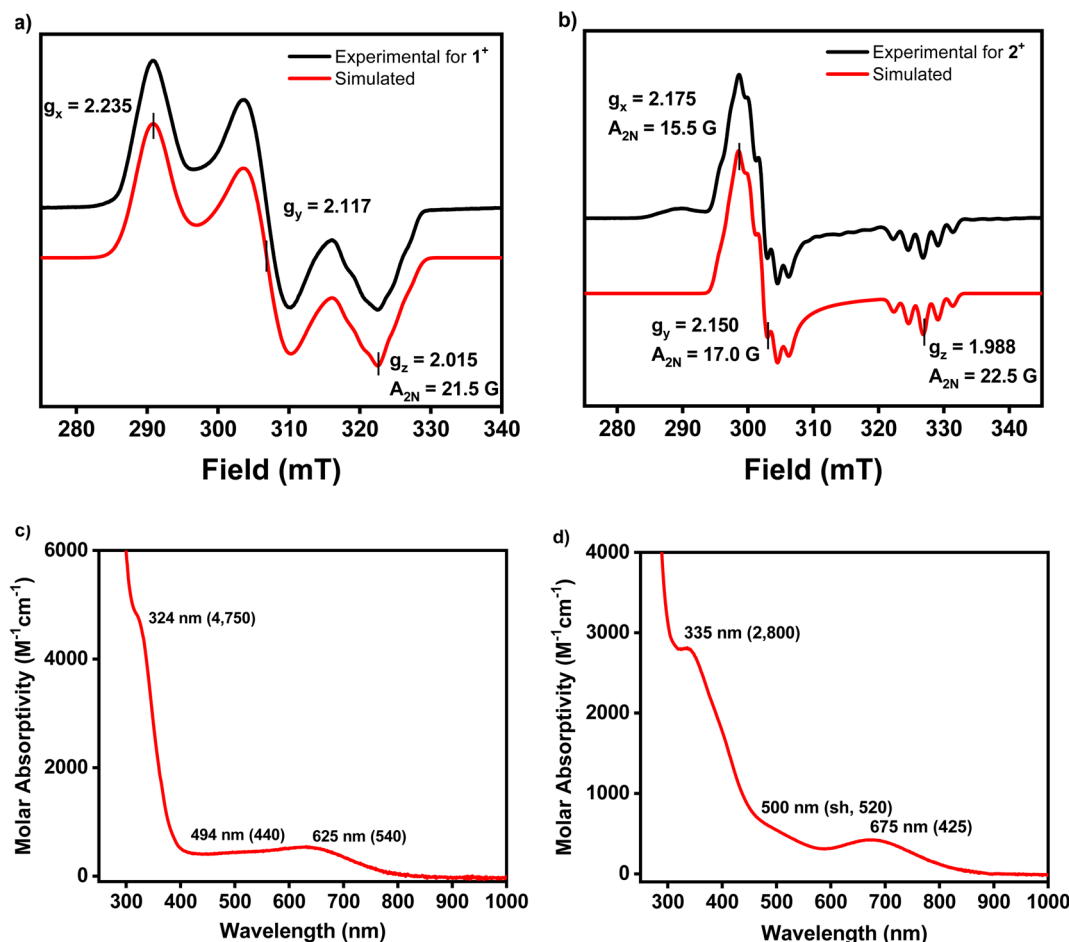 a)
Experimental for 1⁺
Simulated
gₓ = 2.235
g_y = 2.117
g_z = 2.015
A₂N = 21.5 G
280 290 300 310 320 330 340
Field (mT)
b)
Experimental for 2⁺
Simulated
gₓ = 2.175
A₂N = 15.5 G
g_y = 2.150
A₂N = 17.0 G
g_z = 1.988
A₂N = 22.5 G
280 290 300 310 320 330 340
Field (mT)
c)
Molar Absorptivity (M⁻¹cm⁻¹)
6000
4000
2000
0
324 nm (4,750)
494 nm (440)
625 nm (540)
300 400 500 600 700 800 900 1000
Wavelength (nm)
d)
Molar Absorptivity (M⁻¹cm⁻¹)
4000
3000
2000
1000
0
335 nm (2,800)
500 nm (sh, 520)
675 nm (425)
300 400 500 600 700 800 900 1000
Wavelength (nm)